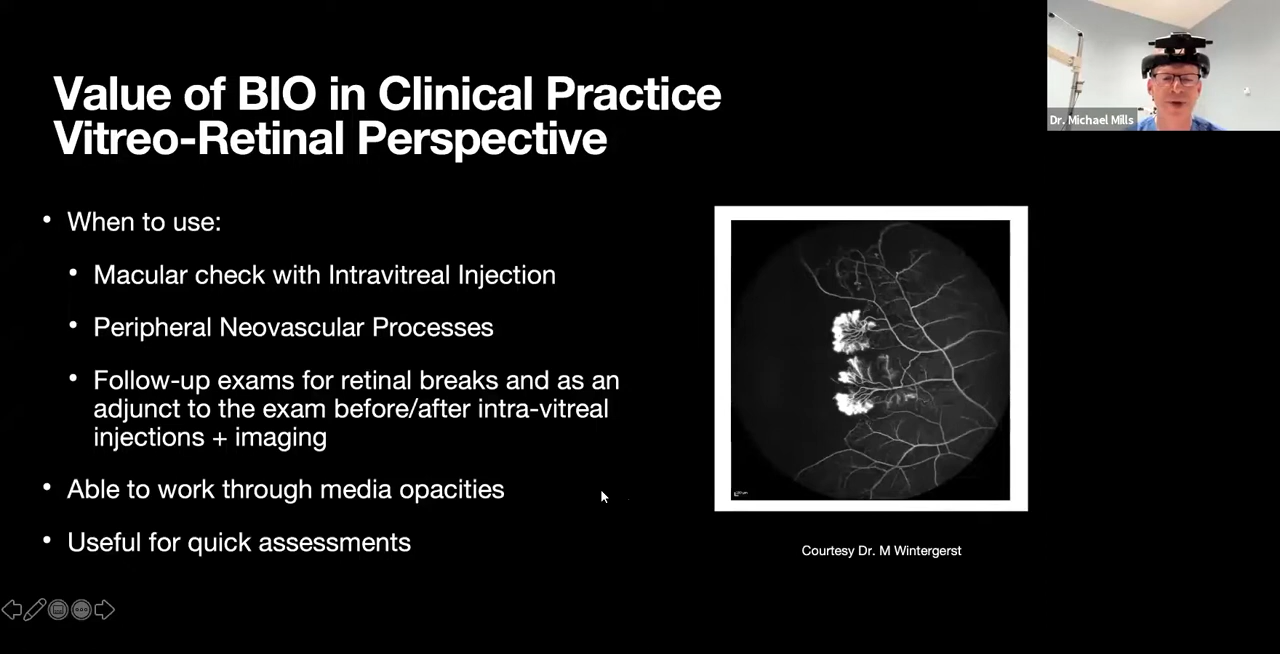 Value of BIO in Clinical Practice
Vitreo-Retinal Perspective
Dr. Michael Mills
• When to use:
• Macular check with Intravitreal Injection
• Peripheral Neovascular Processes
• Follow-up exams for retinal breaks and as an
adjunct to the exam before/after intra-vitreal
injections + imaging
• Able to work through media opacities
• Useful for quick assessments
Courtesy Dr. M Wintergerst